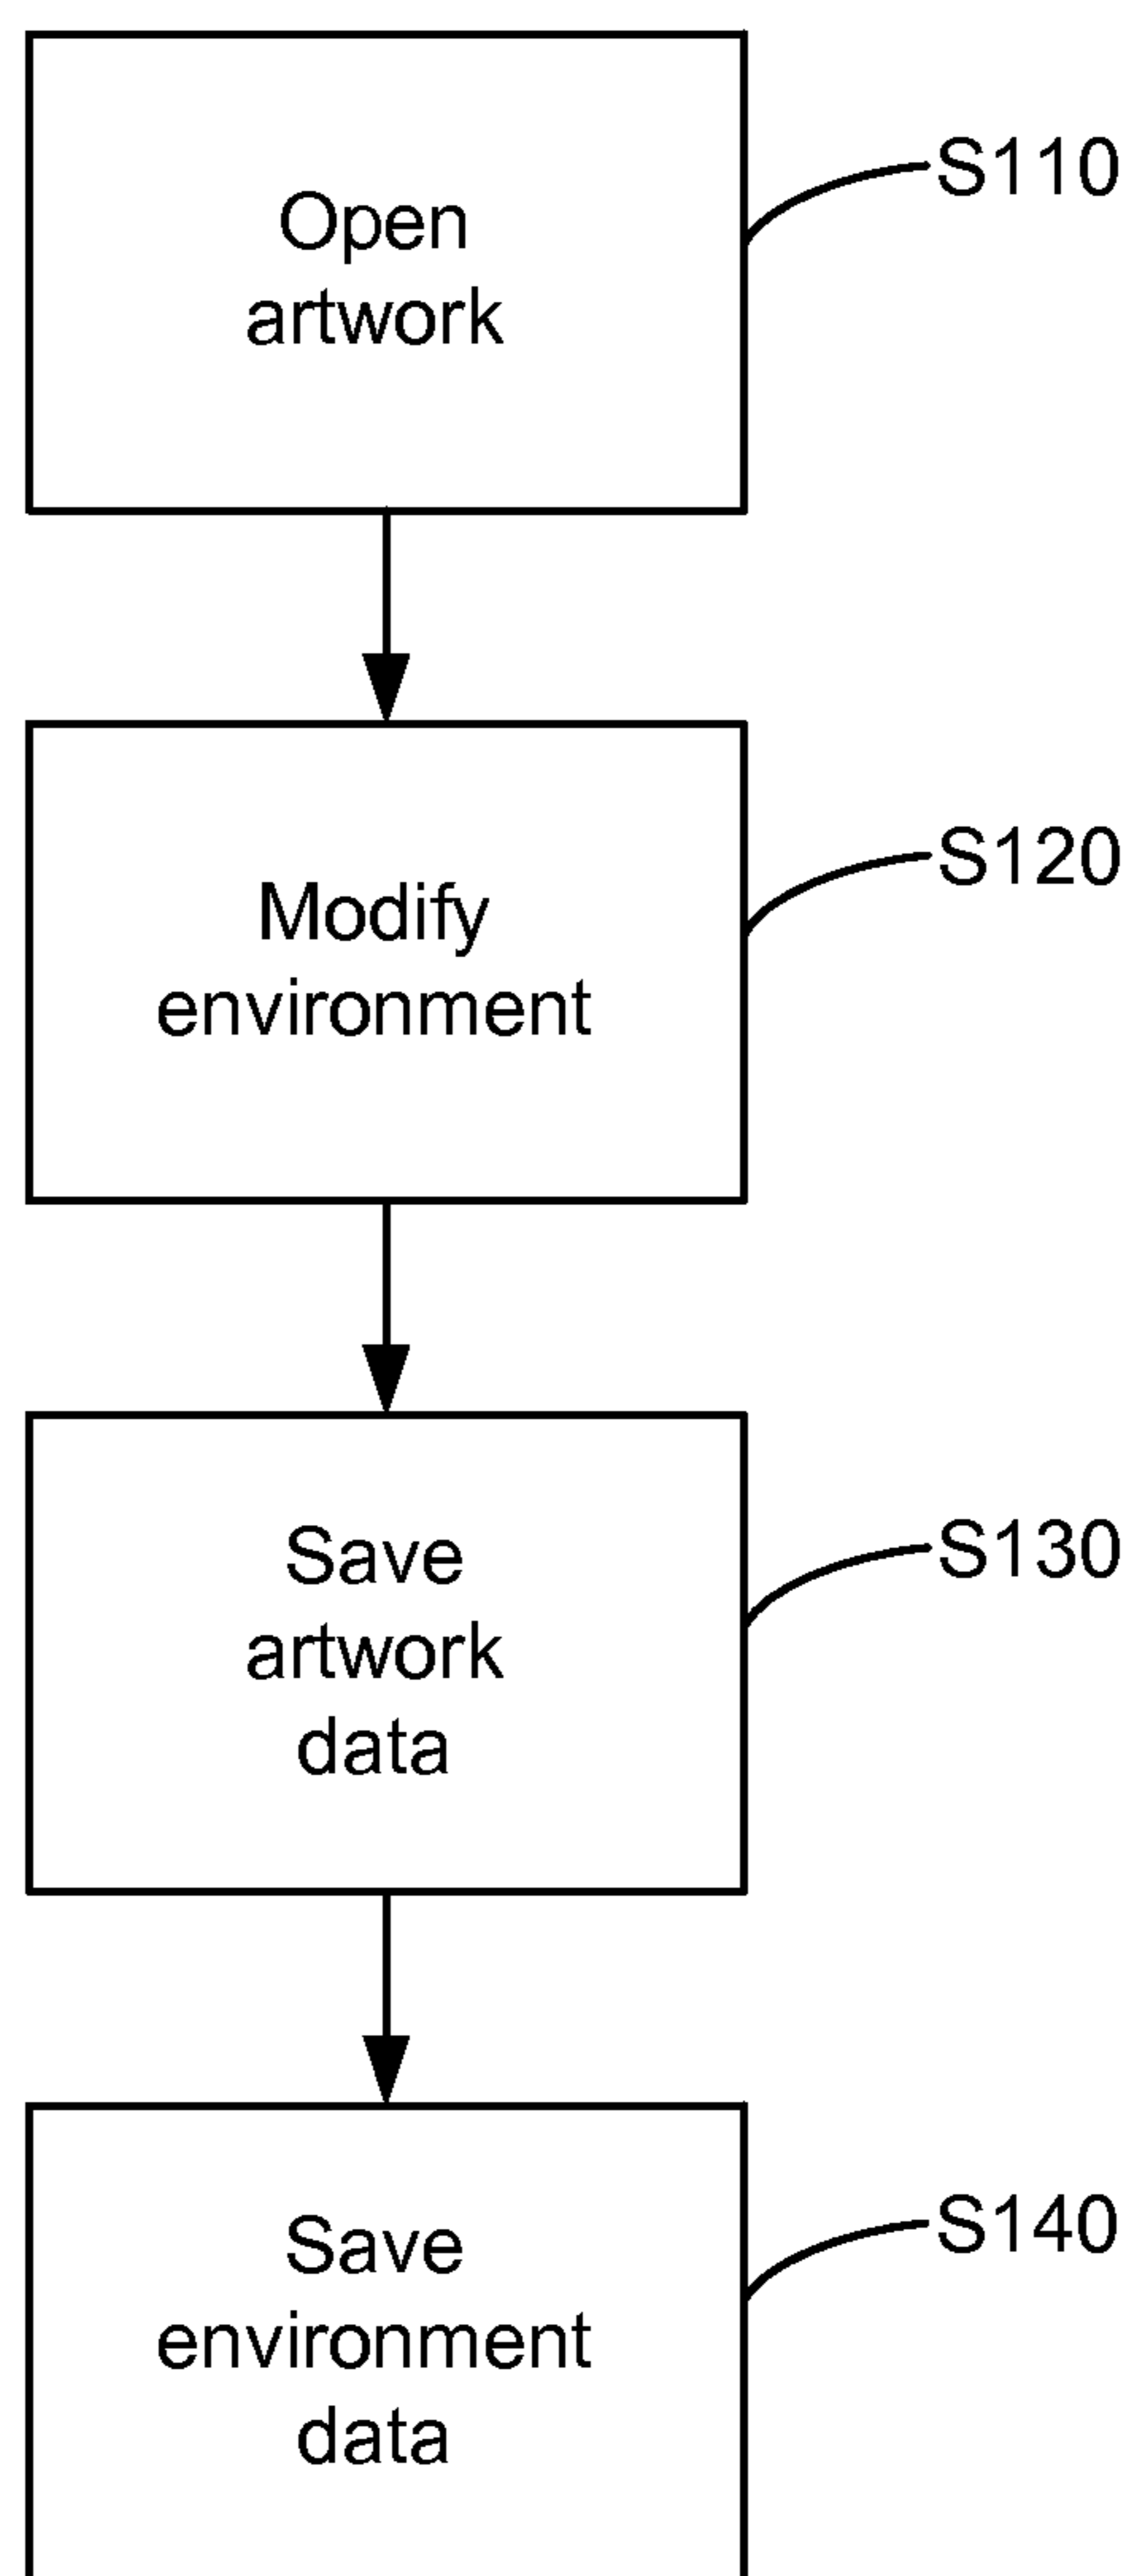 Open
artwork
S110
Modify
environment
S120
Save
artwork
data
S130
Save
environment
data
S140